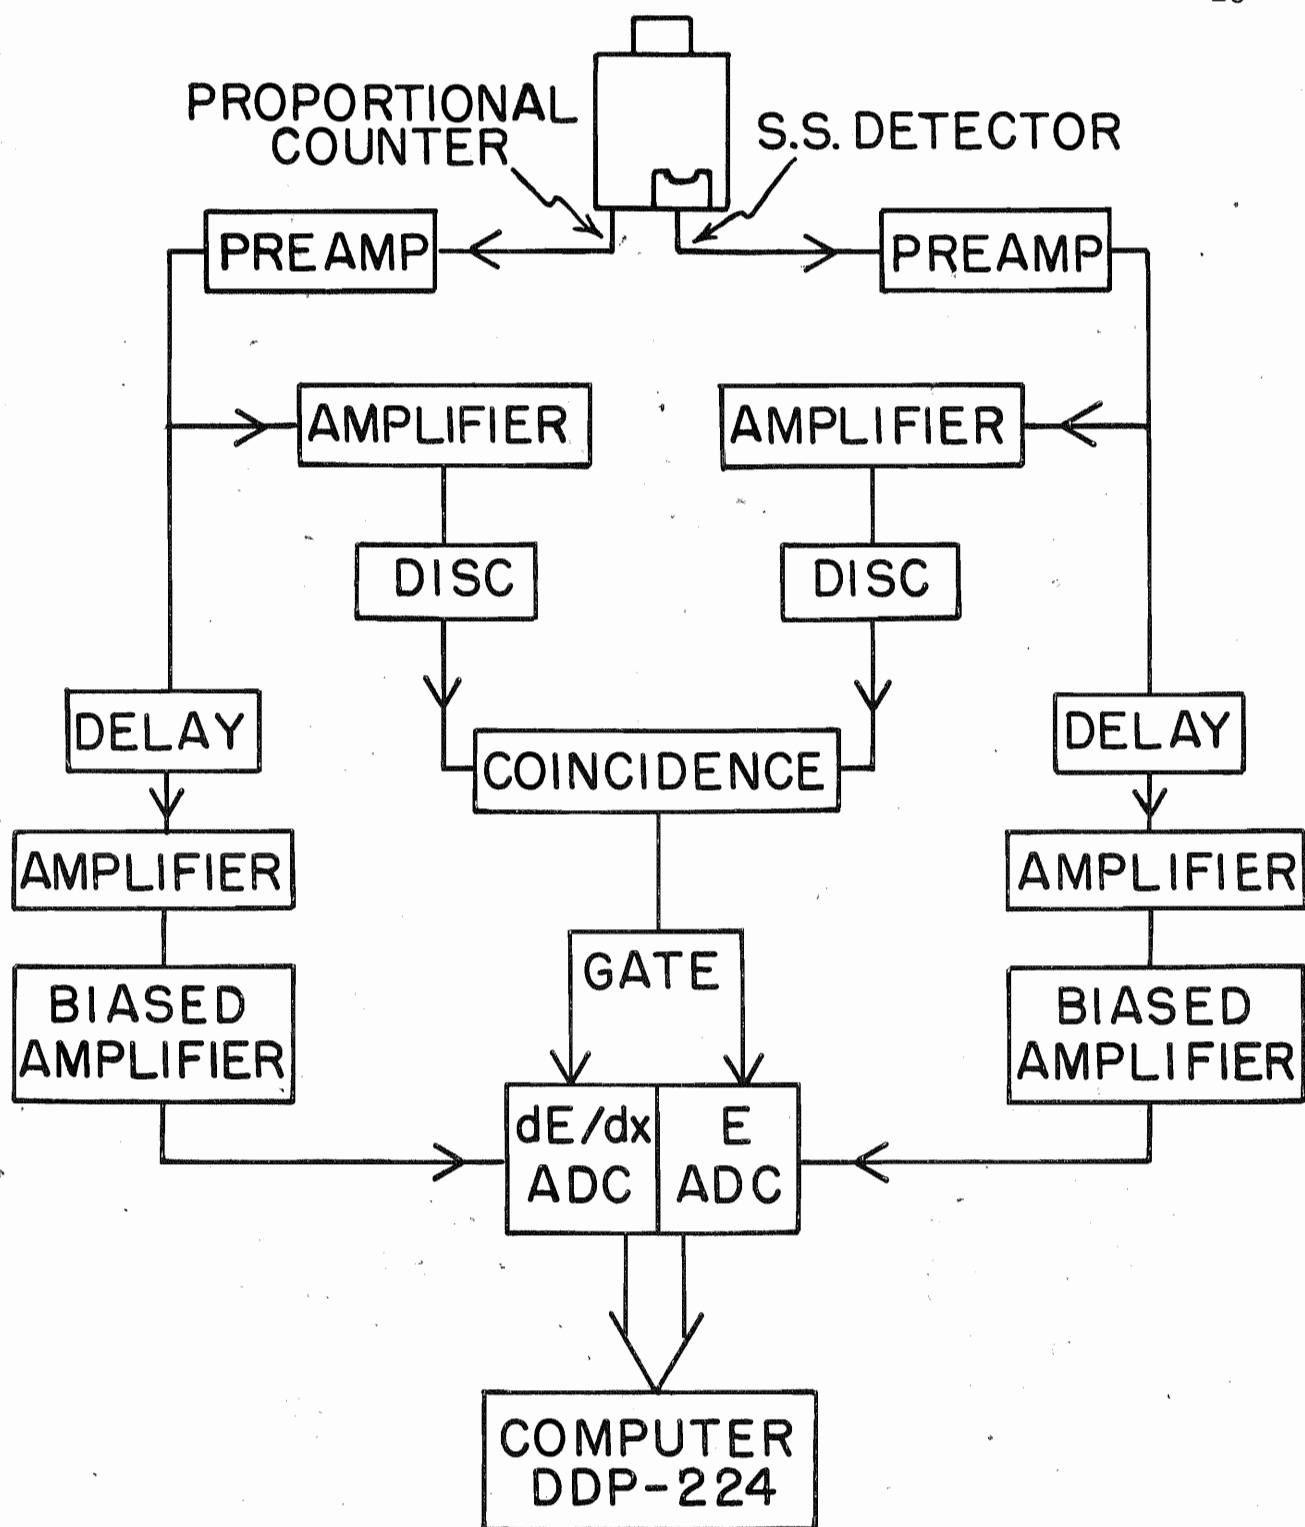 PROPORTIONAL
COUNTER
S.S. DETECTOR
PREAMP
PREAMP
AMPLIFIER
AMPLIFIER
DISC
DISC
DELAY
DELAY
COINCIDENCE
AMPLIFIER
AMPLIFIER
GATE
BIASED
AMPLIFIER
BIASED
AMPLIFIER
dE/dx
ADC
E
ADC
COMPUTER
DDP-224